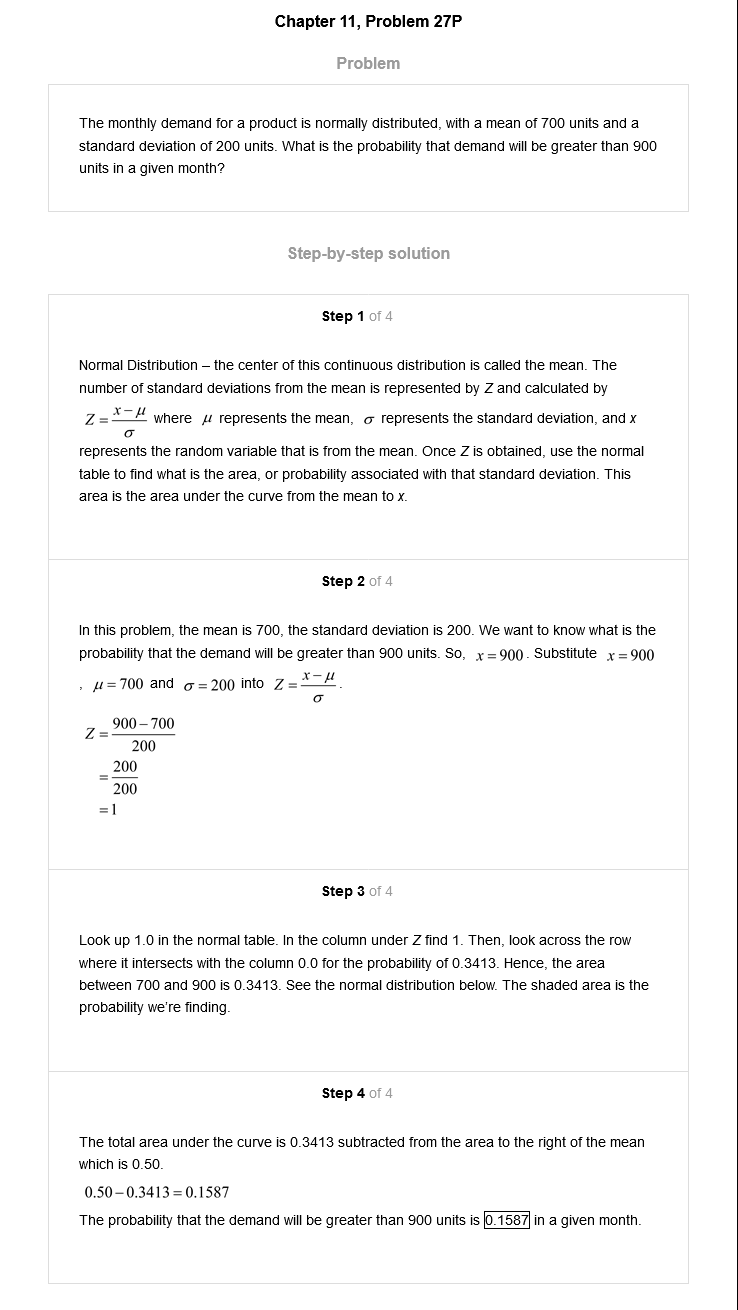 Chapter 11, Problem 27P
Problem
The monthly demand for a product is normally distributed, with a mean of 700 units and a
standard deviation of 200 units. What is the probability that demand will be greater than 900
units in a given month?
Step-by-step solution
Step 1 of 4
Normal Distribution – the center of this continuous distribution is called the mean. The
number of standard deviations from the mean is represented by Z and calculated by
Z = (x − μ)/σ where μ represents the mean, σ represents the standard deviation, and x
represents the random variable that is from the mean. Once Z is obtained, use the normal
table to find what is the area, or probability associated with that standard deviation. This
area is the area under the curve from the mean to x.
Step 2 of 4
In this problem, the mean is 700, the standard deviation is 200. We want to know what is the
probability that the demand will be greater than 900 units. So, x = 900. Substitute x = 900
, μ = 700 and σ = 200 into Z = (x − μ)/σ.
Z = (900 − 700)/200
= 200/200
= 1
Step 3 of 4
Look up 1.0 in the normal table. In the column under Z find 1. Then, look across the row
where it intersects with the column 0.0 for the probability of 0.3413. Hence, the area
between 700 and 900 is 0.3413. See the normal distribution below. The shaded area is the
probability we're finding.
Step 4 of 4
The total area under the curve is 0.3413 subtracted from the area to the right of the mean
which is 0.50.
0.50 − 0.3413 = 0.1587
The probability that the demand will be greater than 900 units is 0.1587 in a given month.